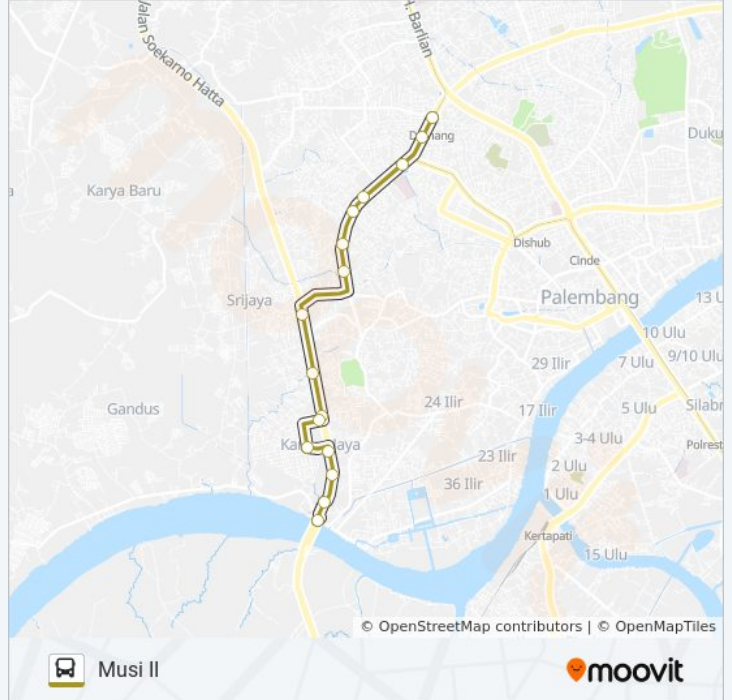 H. Barlian
Jalan Soekarno Hatta
Duku
Karya Baru
Dishub
Cinde
Srijaya
Palembang
13 U
10 Ulu
29 Ilir
7 Ulu
9/10 Ulu
24 Ilir
Gandus
17 Ilir
5 Ulu
Silabr
3-4 Ulu
Polrest
23 Ilir
2 Ulu
36 Ilir
1 Ulu
Kertapati
15 Ulu
© OpenStreetMap contributors | © OpenMapTiles
Musi II
moovit